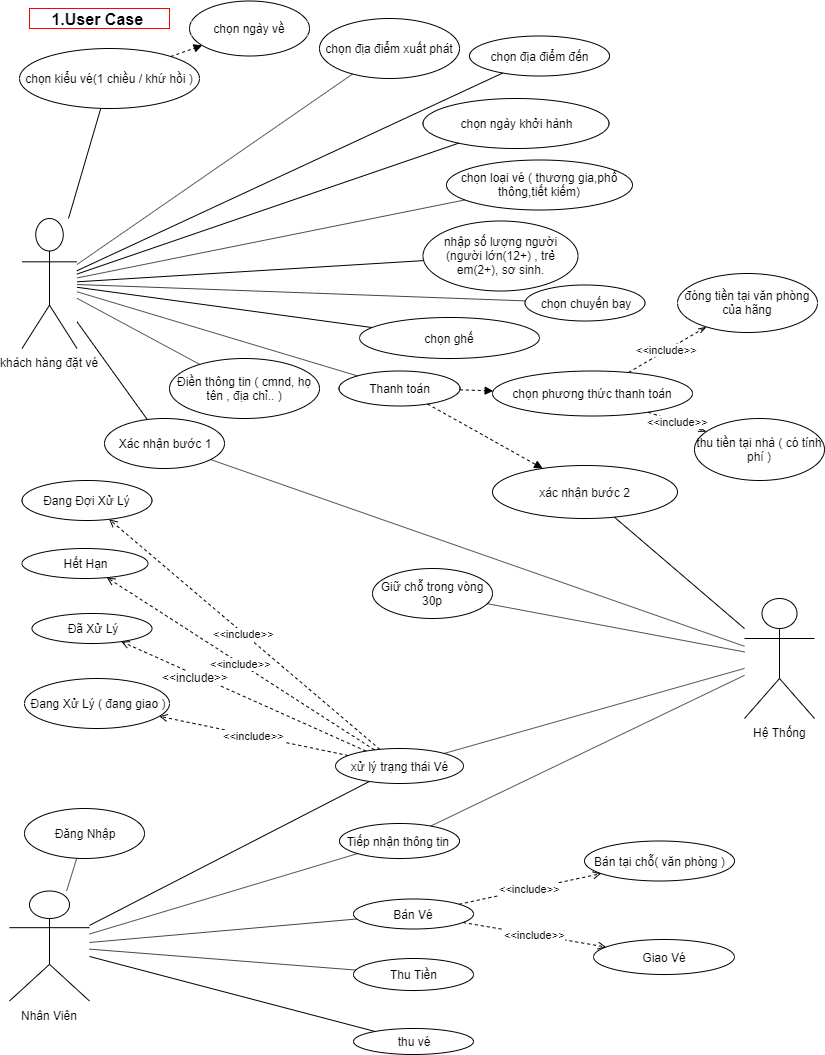 1.User Case
chọn ngày về
chọn địa điểm xuất phát
chọn địa điểm đến
chọn kiểu vé(1 chiều / khứ hồi )
chọn ngày khởi hành
chọn loại vé ( thương gia,phổ
thông,tiết kiếm)
nhập số lượng người
(người lớn(12+) , trẻ
em(2+), sơ sinh.
đóng tiền tại văn phòng
của hãng
chọn chuyến bay
chọn ghế
<<include>>
khách hàng đặt vé
Điền thông tin ( cmnd, họ
tên , địa chỉ.. )
Thanh toán
chọn phương thức thanh toán
<<include>>
Xác nhận bước 1
thu tiền tại nhà ( có tính
phí )
Đang Đợi Xử Lý
xác nhận bước 2
Hết Hạn
Giữ chỗ trong vòng
30p
Đã Xử Lý
<<include>>
<<include>>
<<include>>
Đang Xử Lý ( đang giao )
<<include>>
Hệ Thống
xử lý trạng thái Vé
Đăng Nhập
Tiếp nhận thông tin
Bán tại chỗ( văn phòng )
<<include>>
Bán Vé
<<include>>
Giao Vé
Thu Tiền
Nhân Viên
thu vé